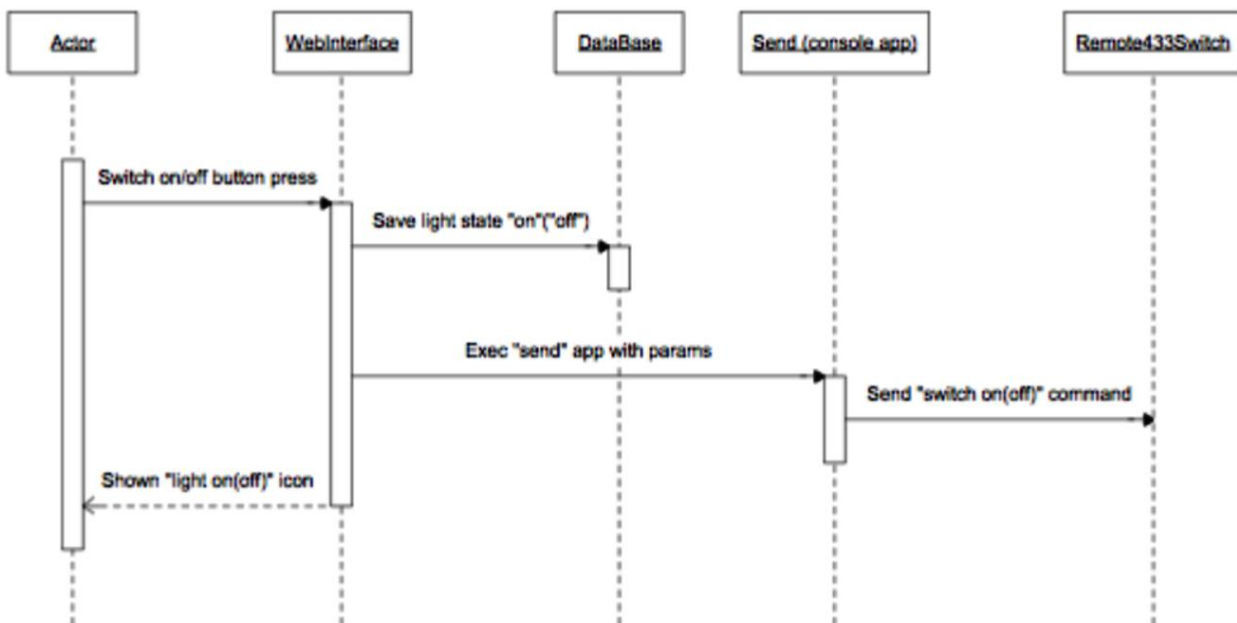 Actor
WebInterface
DataBase
Send (console app)
Remote433Switch
Switch on/off button press
Save light state "on"("off")
Exec "send" app with params
Send "switch on(off)" command
Shown "light on(off)" icon